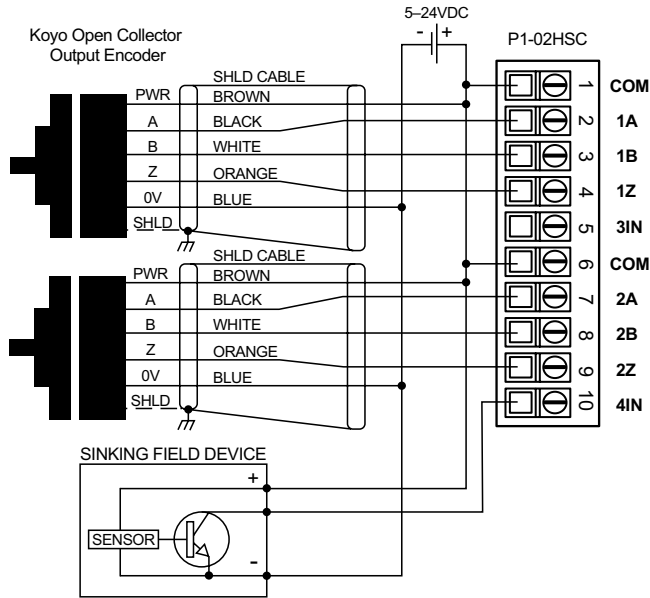 5–24VDC
- +
Koyo Open Collector
Output Encoder
P1-02HSC
SHLD CABLE
PWR BROWN
A BLACK
B WHITE
Z ORANGE
0V BLUE
SHLD
1 COM
2 1A
3 1B
4 1Z
5 3IN
6 COM
7 2A
8 2B
9 2Z
10 4IN
SHLD CABLE
PWR BROWN
A BLACK
B WHITE
Z ORANGE
0V BLUE
SHLD
SINKING FIELD DEVICE
+
SENSOR
-